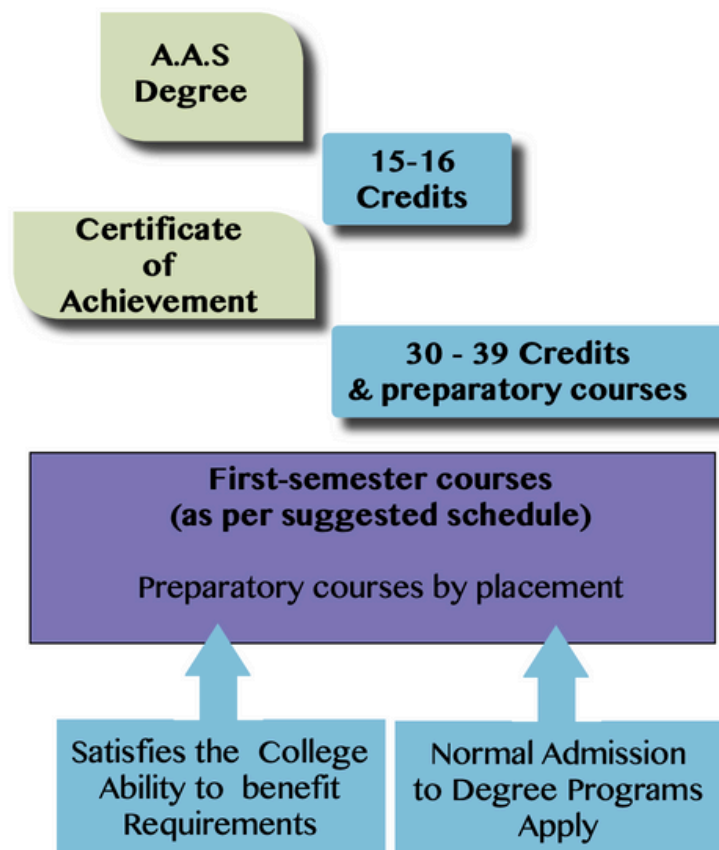 A.A.S
Degree
15-16
Credits
Certificate
of
Achievement
30 - 39 Credits
& preparatory courses
First-semester courses
(as per suggested schedule)
Preparatory courses by placement
Satisfies the College
Ability to benefit
Requirements
Normal Admission
to Degree Programs
Apply